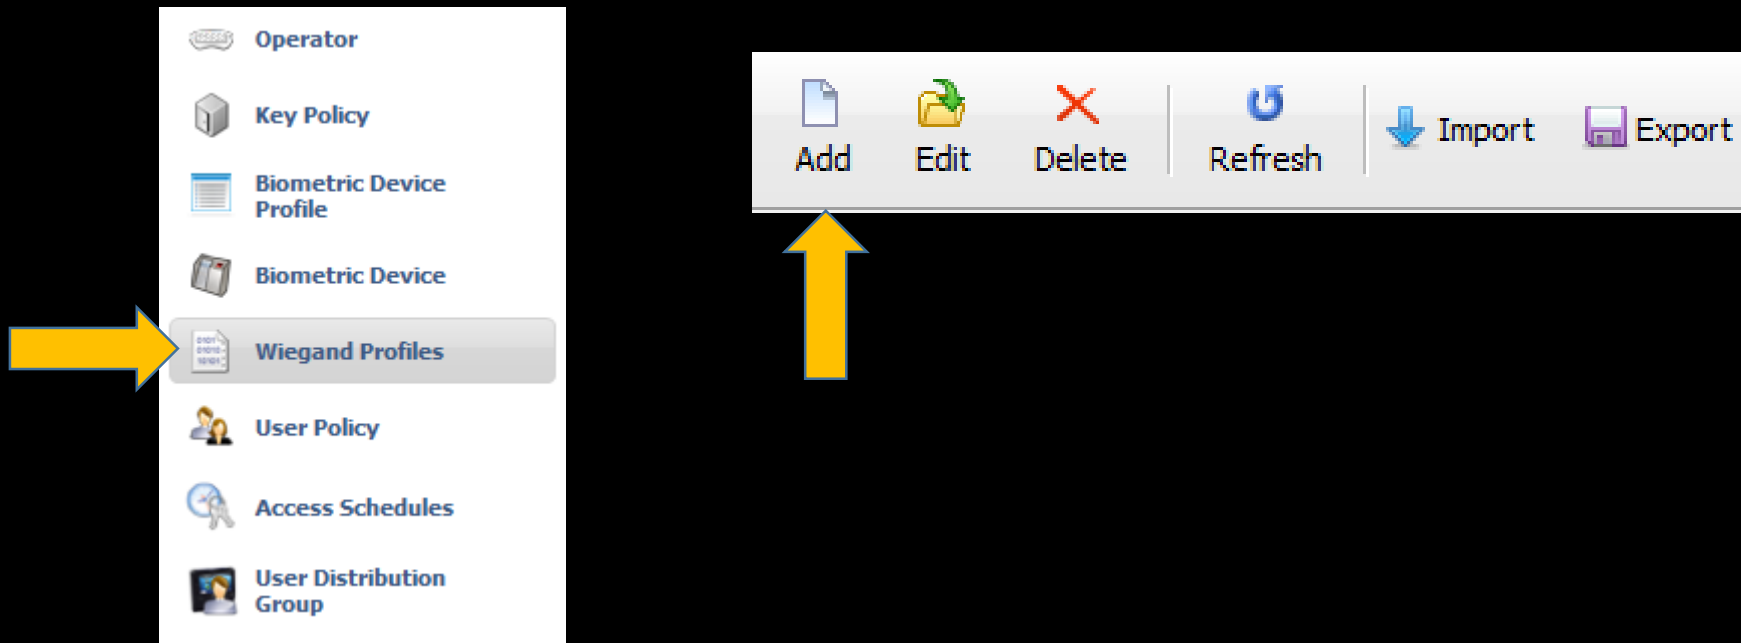 Operator
Key Policy
Biometric Device
Profile
Biometric Device
Wiegand Profiles
User Policy
Access Schedules
User Distribution
Group
Add
Edit
Delete
Refresh
Import
Export